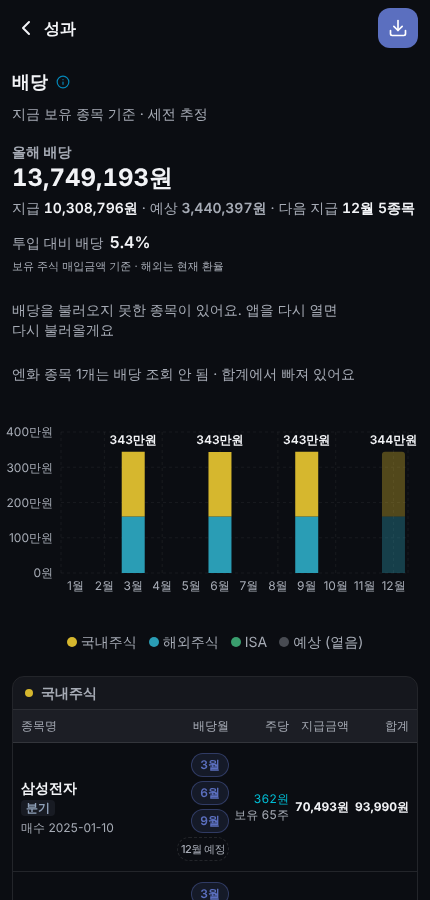 성과
배당
지금 보유 종목 기준 · 세전 추정
올해 배당
13,749,193원
지급 10,308,796원 · 예상 3,440,397원 · 다음 지급 12월 5종목
투입 대비 배당 5.4%
보유 주식 매입금액 기준 · 해외는 현재 환율
배당을 불러오지 못한 종목이 있어요. 앱을 다시 열면
다시 불러올게요
엔화 종목 1개는 배당 조회 안 됨 · 합계에서 빠져 있어요
400만원
343만원 343만원 343만원 344만원
300만원
200만원
100만원
0원
1월 2월 3월 4월 5월 6월 7월 8월 9월 10월 11월 12월
국내주식 해외주식 ISA 예상 (옅음)
국내주식
종목명 배당월 주당 지급금액 합계
삼성전자
분기
매수 2025-01-10
3월
6월
9월
12월 예정
362원
보유 65주
70,493원 93,990원
3월